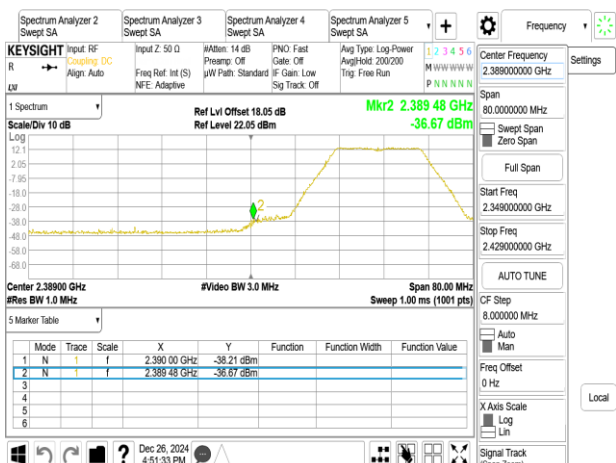 Spectrum Analyzer 2
Swept SA
Spectrum Analyzer 3
Swept SA
Spectrum Analyzer 4
Swept SA
Spectrum Analyzer 5
Swept SA
+
Frequency
KEYSIGHT
R
Input: RF
Coupling: DC
Align: Auto
Input Z: 50 Ω
Freq Ref: Int (S)
NFE: Adaptive
#Atten: 14 dB
Preamp: Off
µW Path: Standard
PNO: Fast
Gate: Off
IF Gain: Low
Sig Track: Off
Avg Type: Log-Power
Avg|Hold: 200/200
Trig: Free Run
1 2 3 4 5 6
M W W W W W
P N N N N N
1 Spectrum
Scale/Div 10 dB
Log
Ref Lvl Offset 18.05 dB
Ref Level 22.05 dBm
Mkr2 2.389 48 GHz
-36.67 dBm
12.1
2.05
-7.95
-18.0
-28.0
-38.0
-48.0
-58.0
-68.0
2
Center 2.38900 GHz
#Res BW 1.0 MHz
#Video BW 3.0 MHz
Span 80.00 MHz
Sweep 1.00 ms (1001 pts)
5 Marker Table
Mode Trace Scale X Y Function Function Width Function Value
1 N 1 f 2.390 00 GHz -38.21 dBm
2 N 1 f 2.389 48 GHz -36.67 dBm
3
4
5
6
?
Dec 26, 2024
4:51:33 PM
Center Frequency
2.389000000 GHz
Settings
Span
80.0000000 MHz
Swept Span
Zero Span
Full Span
Start Freq
2.349000000 GHz
Stop Freq
2.429000000 GHz
AUTO TUNE
CF Step
8.000000 MHz
Auto
Man
Freq Offset
0 Hz
Local
X Axis Scale
Log
Lin
Signal Track